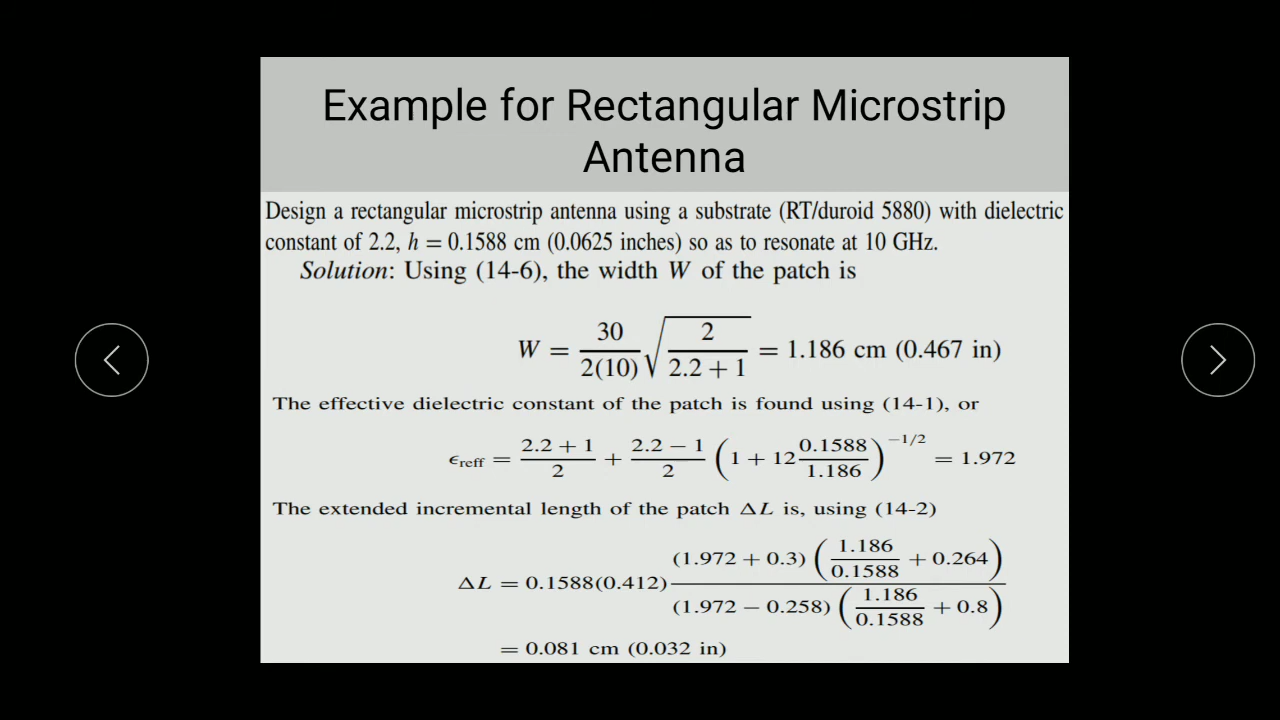 Example for Rectangular Microstrip
Antenna
Design a rectangular microstrip antenna using a substrate (RT/duroid 5880) with dielectric
constant of 2.2, h = 0.1588 cm (0.0625 inches) so as to resonate at 10 GHz.
Solution: Using (14-6), the width W of the patch is
W = 30/2(10) √(2/(2.2 + 1)) = 1.186 cm (0.467 in)
The effective dielectric constant of the patch is found using (14-1), or
ϵreff = (2.2 + 1)/2 + (2.2 − 1)/2 (1 + 12 0.1588/1.186)^−1/2 = 1.972
The extended incremental length of the patch ΔL is, using (14-2)
ΔL = 0.1588(0.412) (1.972 + 0.3)(1.186/0.1588 + 0.264) / (1.972 − 0.258)(1.186/0.1588 + 0.8)
= 0.081 cm (0.032 in)